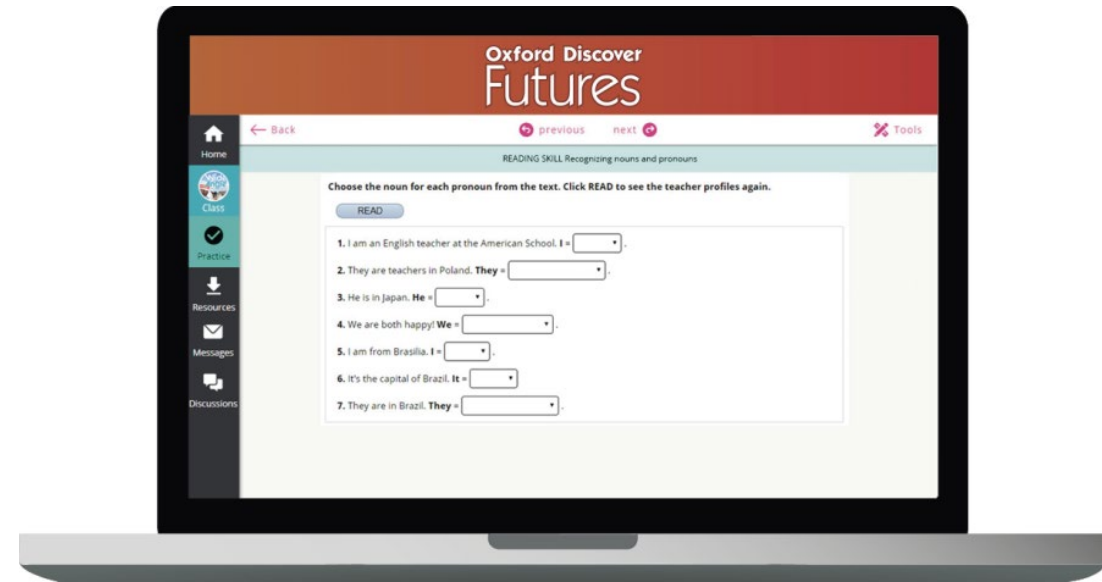 Oxford Discover
Futures
← Back
previous
next
Tools
Home
READING SKILL Recognizing nouns and pronouns
Class
Practice
Resources
Messages
Discussions
Choose the noun for each pronoun from the text. Click READ to see the teacher profiles again.
READ
1. I am an English teacher at the American School. I = .
2. They are teachers in Poland. They = .
3. He is in Japan. He = .
4. We are both happy! We = .
5. I am from Brasilia. I = .
6. It's the capital of Brazil. It =
7. They are in Brazil. They = .